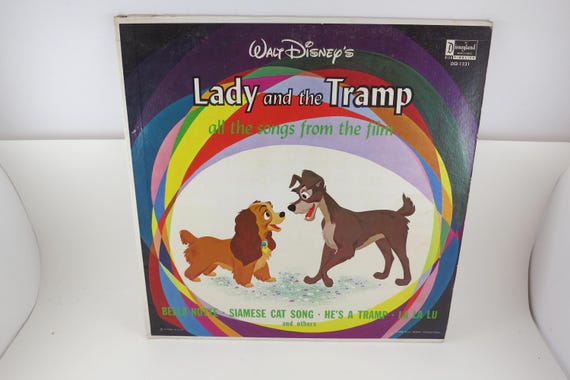 WALT DISNEY'S
Disneyland
DQ-1231
Lady and the Tramp
all the songs from the film
BELLA NOTTE · SIAMESE CAT SONG · HE'S A TRAMP · LA LA LU
and others